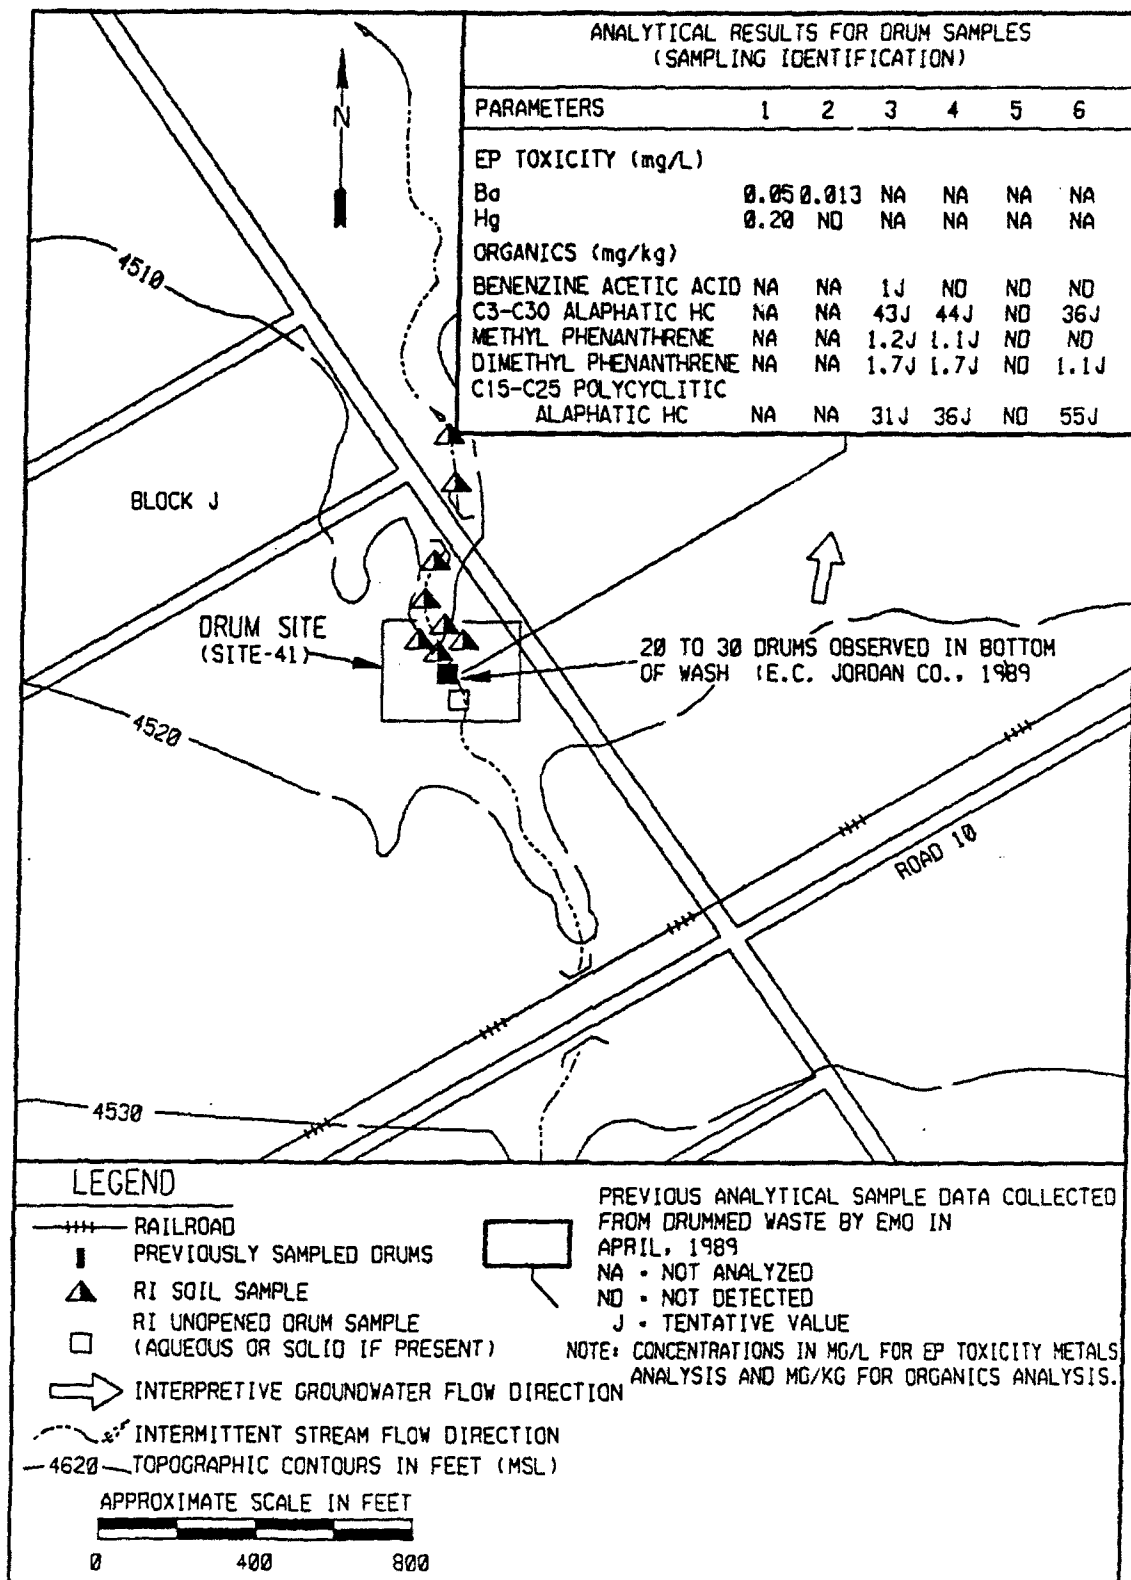 ANALYTICAL RESULTS FOR DRUM SAMPLES
(SAMPLING IDENTIFICATION)
PARAMETERS 1 2 3 4 5 6
EP TOXICITY (mg/L)
Ba 0.05 0.013 NA NA NA NA
Hg 0.20 ND NA NA NA NA
ORGANICS (mg/kg)
BENENZINE ACETIC ACID NA NA 1J ND ND ND
C3-C30 ALAPHATIC HC NA NA 43J 44J ND 36J
METHYL PHENANTHRENE NA NA 1.2J 1.1J ND ND
DIMETHYL PHENANTHRENE NA NA 1.7J 1.7J ND 1.1J
C15-C25 POLYCYCLITIC
ALAPHATIC HC NA NA 31J 36J ND 55J
N
4510
BLOCK J
DRUM SITE
(SITE-41)
20 TO 30 DRUMS OBSERVED IN BOTTOM
OF WASH (E.C. JORDAN CO., 1989
4520
ROAD 10
4530
LEGEND
RAILROAD
PREVIOUSLY SAMPLED DRUMS
RI SOIL SAMPLE
RI UNOPENED DRUM SAMPLE
(AQUEOUS OR SOLID IF PRESENT)
INTERPRETIVE GROUNDWATER FLOW DIRECTION
INTERMITTENT STREAM FLOW DIRECTION
4620 TOPOGRAPHIC CONTOURS IN FEET (MSL)
APPROXIMATE SCALE IN FEET
0 400 800
PREVIOUS ANALYTICAL SAMPLE DATA COLLECTED
FROM DRUMMED WASTE BY EMO IN
APRIL, 1989
NA • NOT ANALYZED
ND • NOT DETECTED
J • TENTATIVE VALUE
NOTE: CONCENTRATIONS IN MG/L FOR EP TOXICITY METALS
ANALYSIS AND MG/KG FOR ORGANICS ANALYSIS.